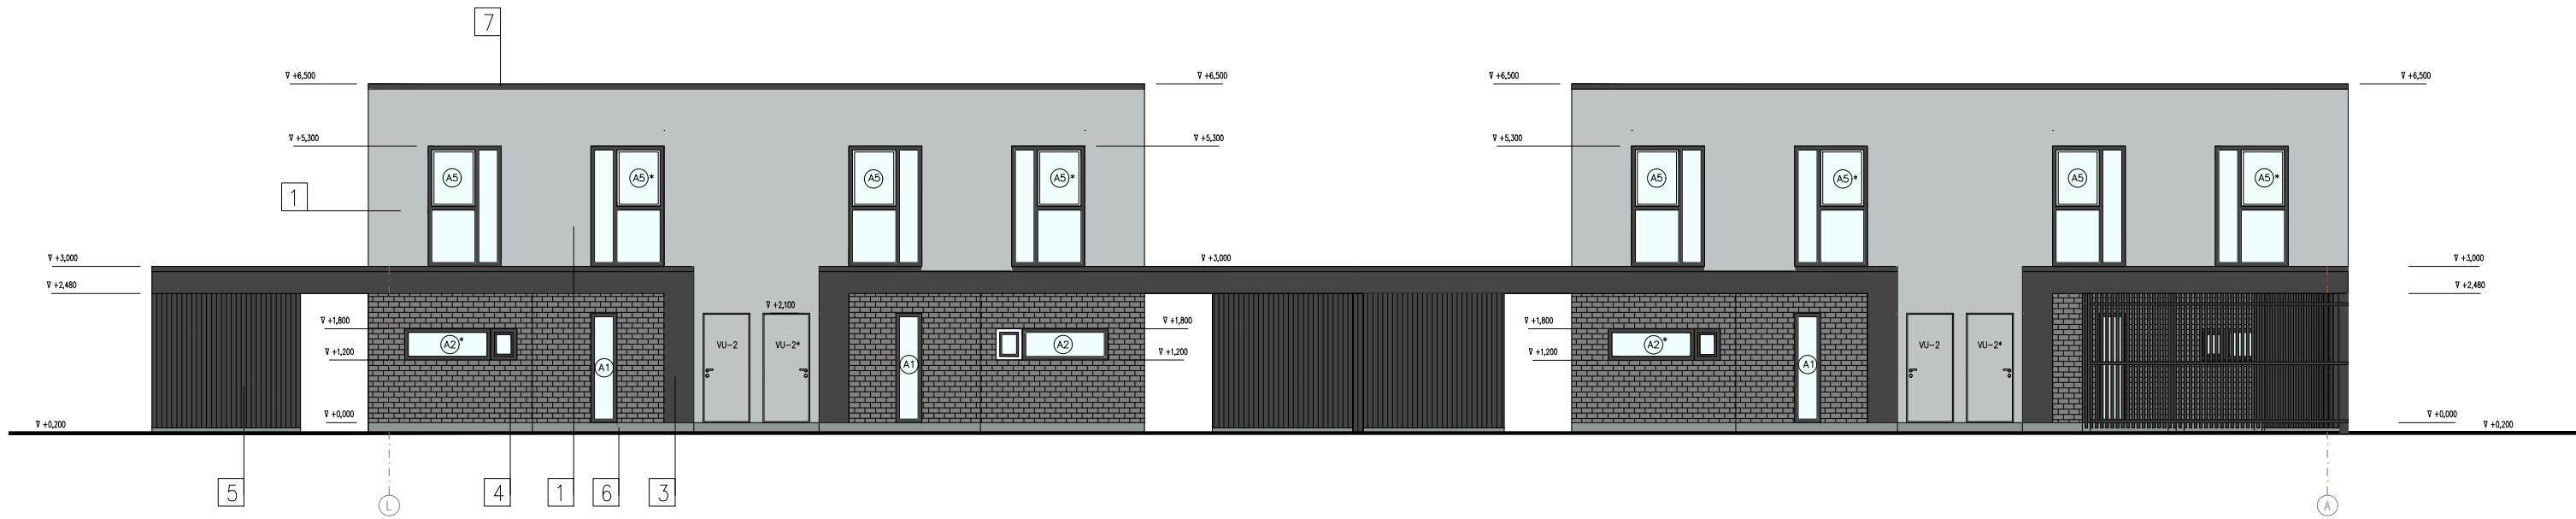 7
∇ +6,500 ∇ +6,500 ∇ +6,500 ∇ +6,500
∇ +5,300 ∇ +5,300 ∇ +5,300
A5 A5* A5 A5* A5 A5* A5 A5*
1
∇ +3,000 ∇ +3,000 ∇ +3,000
∇ +2,480 ∇ +2,480
∇ +2,100
∇ +1,800 ∇ +1,800 ∇ +1,800
A2* VU-2 VU-2* A2 A2* VU-2 VU-2*
∇ +1,200 ∇ +1,200 ∇ +1,200
A1 A1 A1
∇ +0,000 ∇ +0,000
∇ +0,200 ∇ +0,200
5 4 1 6 3
L A